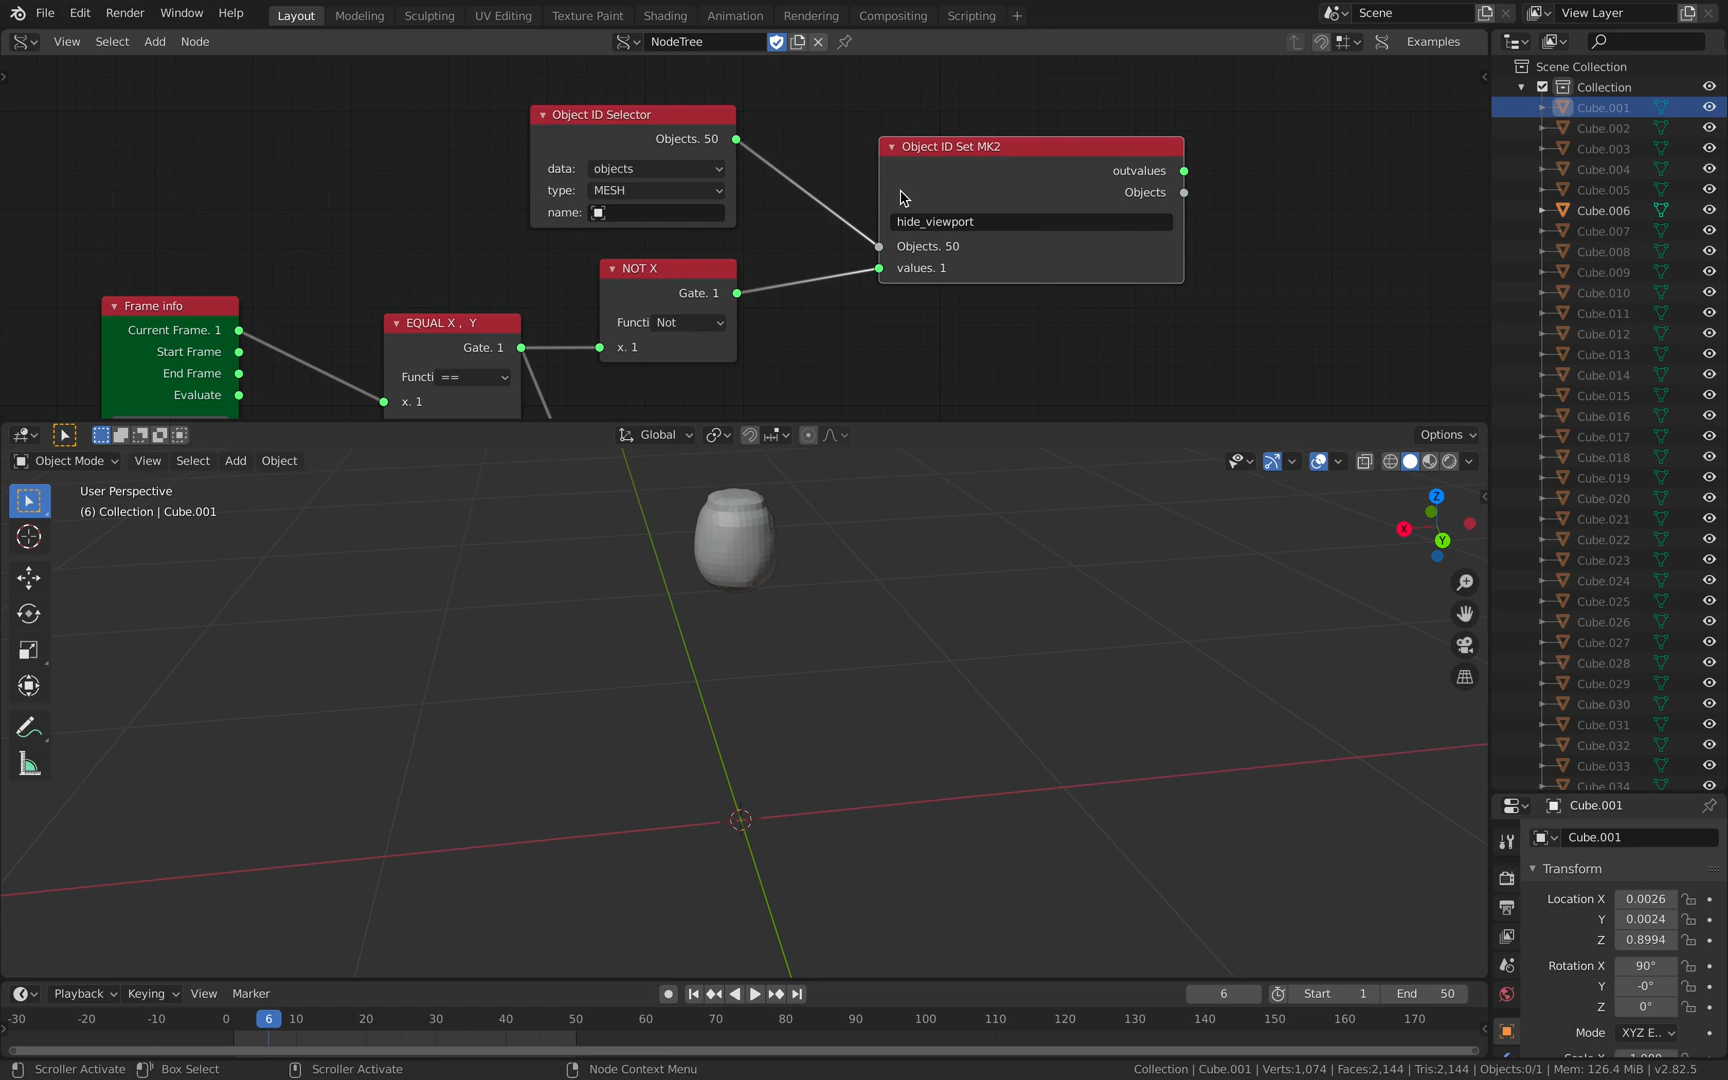 File Edit Render Window Help Layout Modeling Sculpting UV Editing Texture Paint Shading Animation Rendering Compositing Scripting + Scene View Layer
View Select Add Node NodeTree Examples
Scene Collection
Collection
Cube.001
Cube.002
Cube.003
Cube.004
Cube.005
Cube.006
Cube.007
Cube.008
Cube.009
Cube.010
Cube.011
Cube.012
Cube.013
Cube.014
Cube.015
Cube.016
Cube.017
Cube.018
Cube.019
Cube.020
Cube.021
Cube.022
Cube.023
Cube.024
Cube.025
Cube.026
Cube.027
Cube.028
Cube.029
Cube.030
Cube.031
Cube.032
Cube.033
Cube.034
Object ID Selector
Objects. 50
data: objects
type: MESH
name:
Object ID Set MK2
outvalues
Objects
hide_viewport
Objects. 50
values. 1
NOT X
Gate. 1
Functi Not
x. 1
Frame info
Current Frame. 1
Start Frame
End Frame
Evaluate
EQUAL X , Y
Gate. 1
Functi ==
x. 1
Global Options
Object Mode View Select Add Object
User Perspective
(6) Collection | Cube.001
Z
X
Y
Cube.001
Cube.001
Transform
Location X 0.0026
Y 0.0024
Z 0.8994
Rotation X 90°
Y -0°
Z 0°
Mode XYZ E..
Scale X 1.000
Playback Keying View Marker 6 Start 1 End 50
-30 -20 -10 0 6 10 20 30 40 50 60 70 80 90 100 110 120 130 140 150 160 170
Scroller Activate Box Select Scroller Activate Node Context Menu Collection | Cube.001 | Verts:1,074 | Faces:2,144 | Tris:2,144 | Objects:0/1 | Mem: 126.4 MiB | v2.82.5